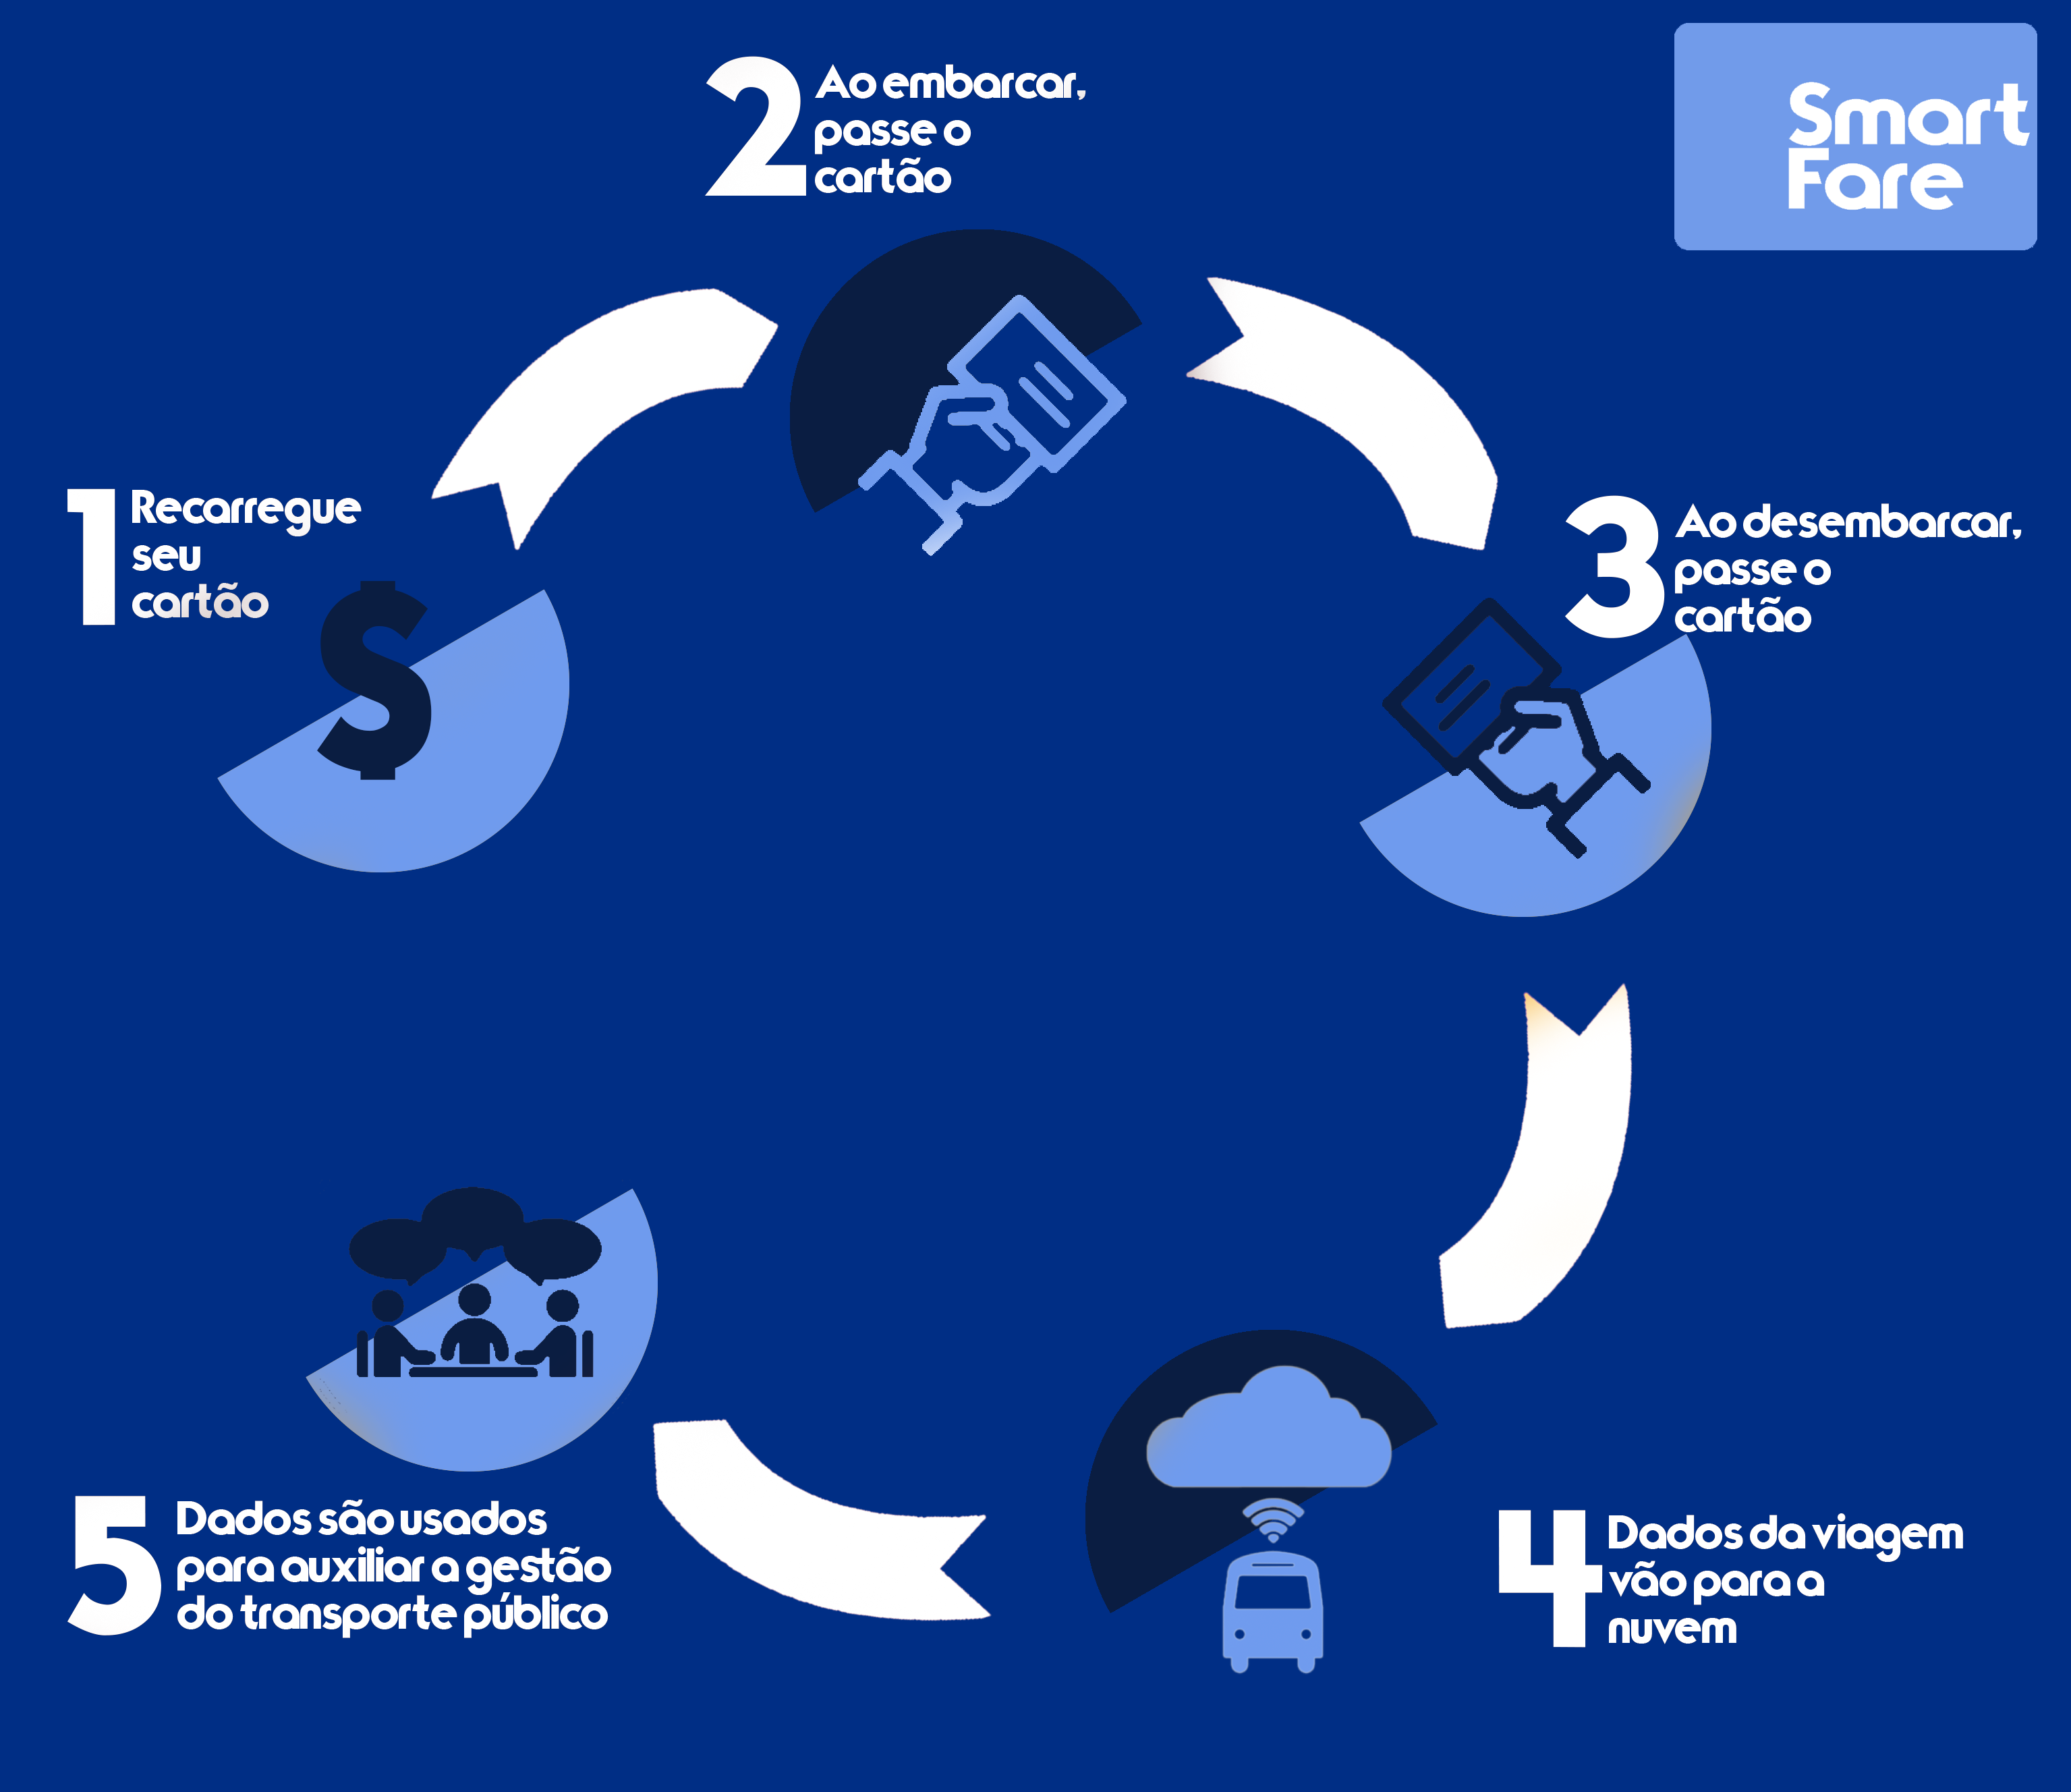 Smart
Fare
1
Recarregue
seu
cartão
2
Ao embarcar,
passe o
cartão
3
Ao desembarcar,
passe o
cartão
4
Dados da viagem
vão para a
nuvem
5
Dados são usados
para auxiliar a gestão
do transporte público